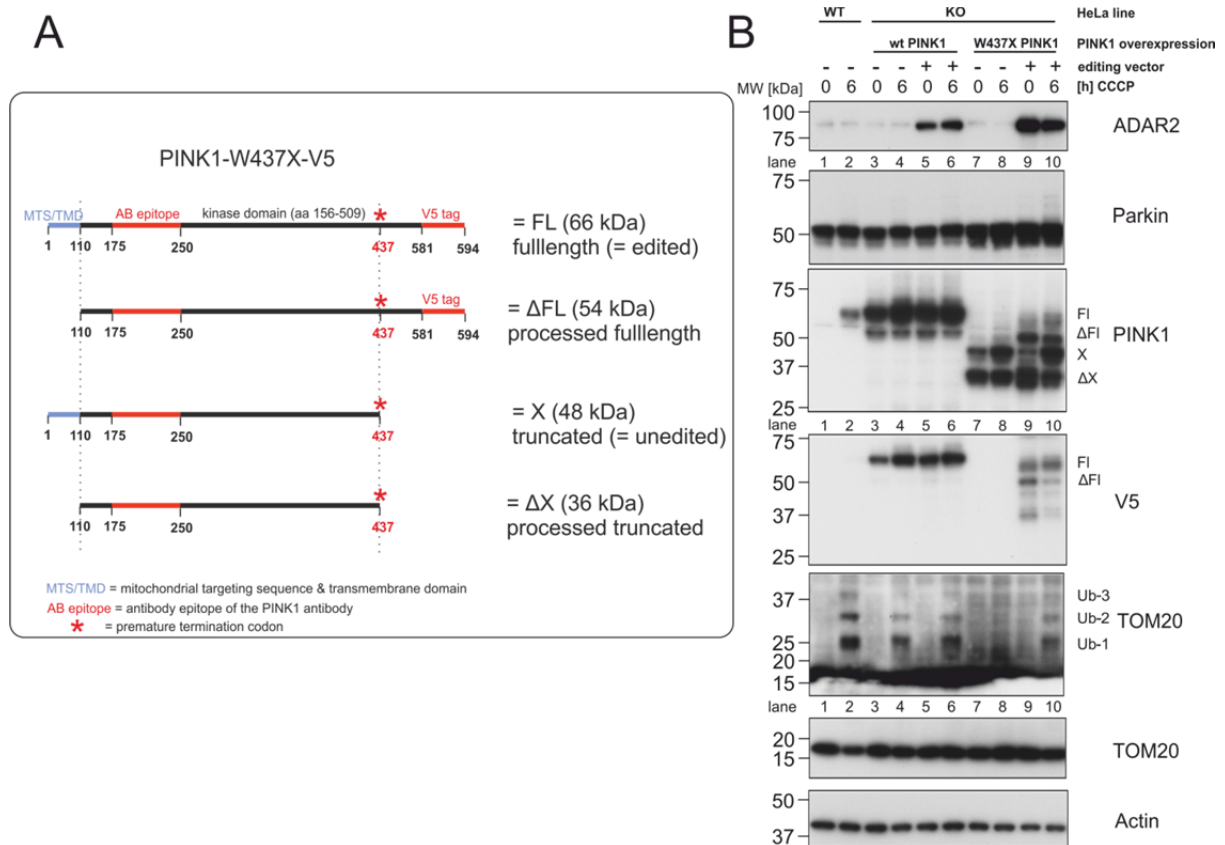 A
PINK1-W437X-V5
MTS/TMD AB epitope kinase domain (aa 156-509) * V5 tag
1 110 175 250 437 581 594
= FL (66 kDa)
fulllength (= edited)
* V5 tag
110 175 250 437 581 594
= ΔFL (54 kDa)
processed fulllength
*
1 110 175 250 437
= X (48 kDa)
truncated (= unedited)
*
110 175 250 437
= ΔX (36 kDa)
processed truncated
MTS/TMD = mitochondrial targeting sequence & transmembrane domain
AB epitope = antibody epitope of the PINK1 antibody
* = premature termination codon
B
WT KO HeLa line
wt PINK1 W437X PINK1 PINK1 overexpression
- - - - + + - - + + editing vector
MW [kDa] 0 6 0 6 0 6 0 6 0 6 [h] CCCP
100
75
ADAR2
lane 1 2 3 4 5 6 7 8 9 10
75
50
Parkin
75
50
37
25
Fl
ΔFl
X
ΔX
PINK1
lane 1 2 3 4 5 6 7 8 9 10
75
50
37
25
Fl
ΔFl
V5
37
25
20
15
Ub-3
Ub-2
Ub-1
TOM20
lane 1 2 3 4 5 6 7 8 9 10
20
15
TOM20
50
37
Actin